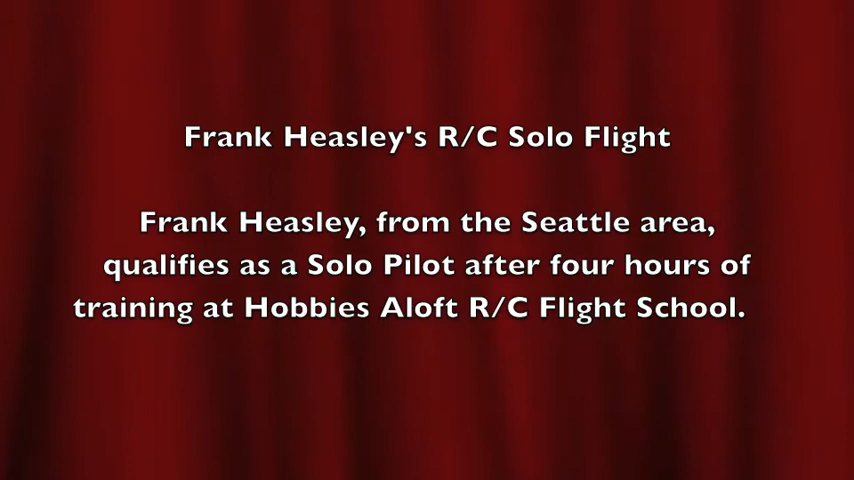 Frank Heasley's R/C Solo Flight
Frank Heasley, from the Seattle area,
qualifies as a Solo Pilot after four hours of
training at Hobbies Aloft R/C Flight School.